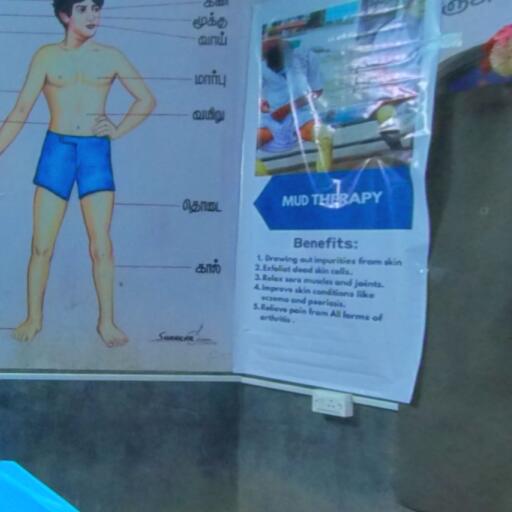 கண்
மூக்கு
வாய்
மார்பு
வயிறு
தொடை
கால்
MUD THERAPY
Benefits:
1. Drawing out impurities from skin
2. Exfoliat dead skin cells.
3. Relax sore muscles and joints.
4. Improve skin conditions like
eczema and psoriasis.
5. Relieve pain from All forms of
arthritis .